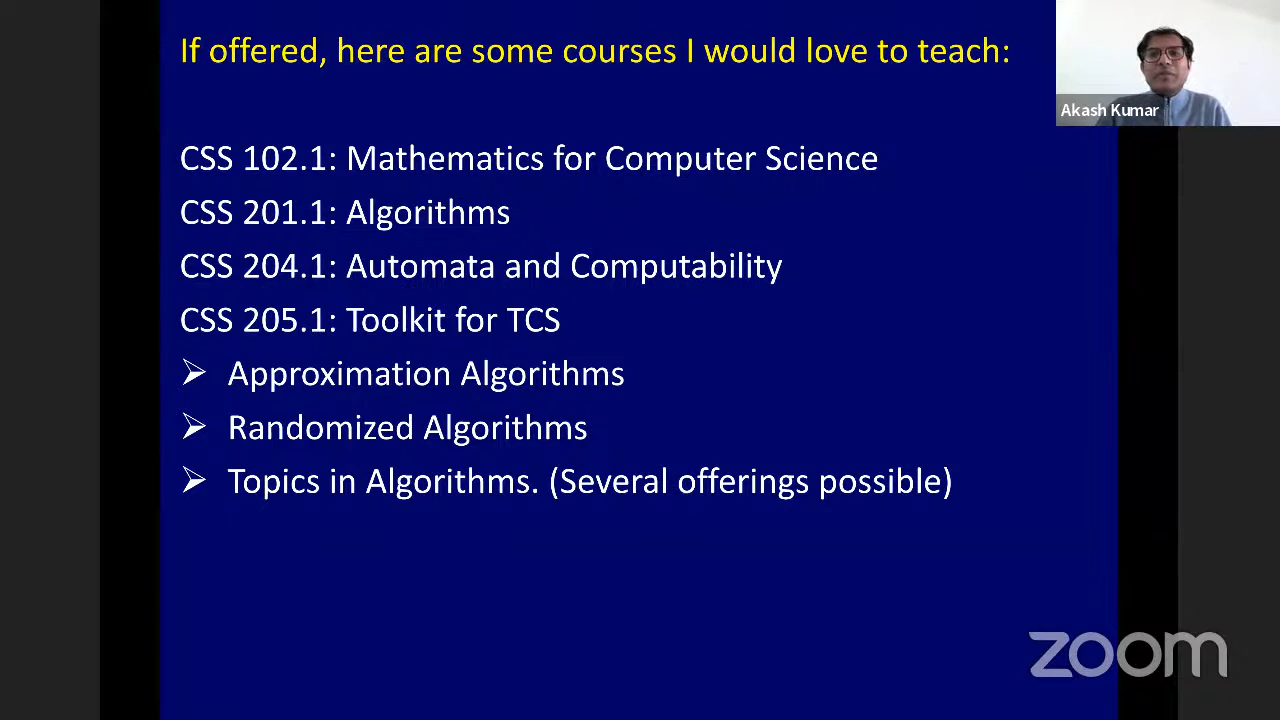 If offered, here are some courses I would love to teach:
Akash Kumar
CSS 102.1: Mathematics for Computer Science
CSS 201.1: Algorithms
CSS 204.1: Automata and Computability
CSS 205.1: Toolkit for TCS
➢ Approximation Algorithms
➢ Randomized Algorithms
➢ Topics in Algorithms. (Several offerings possible)
zoom